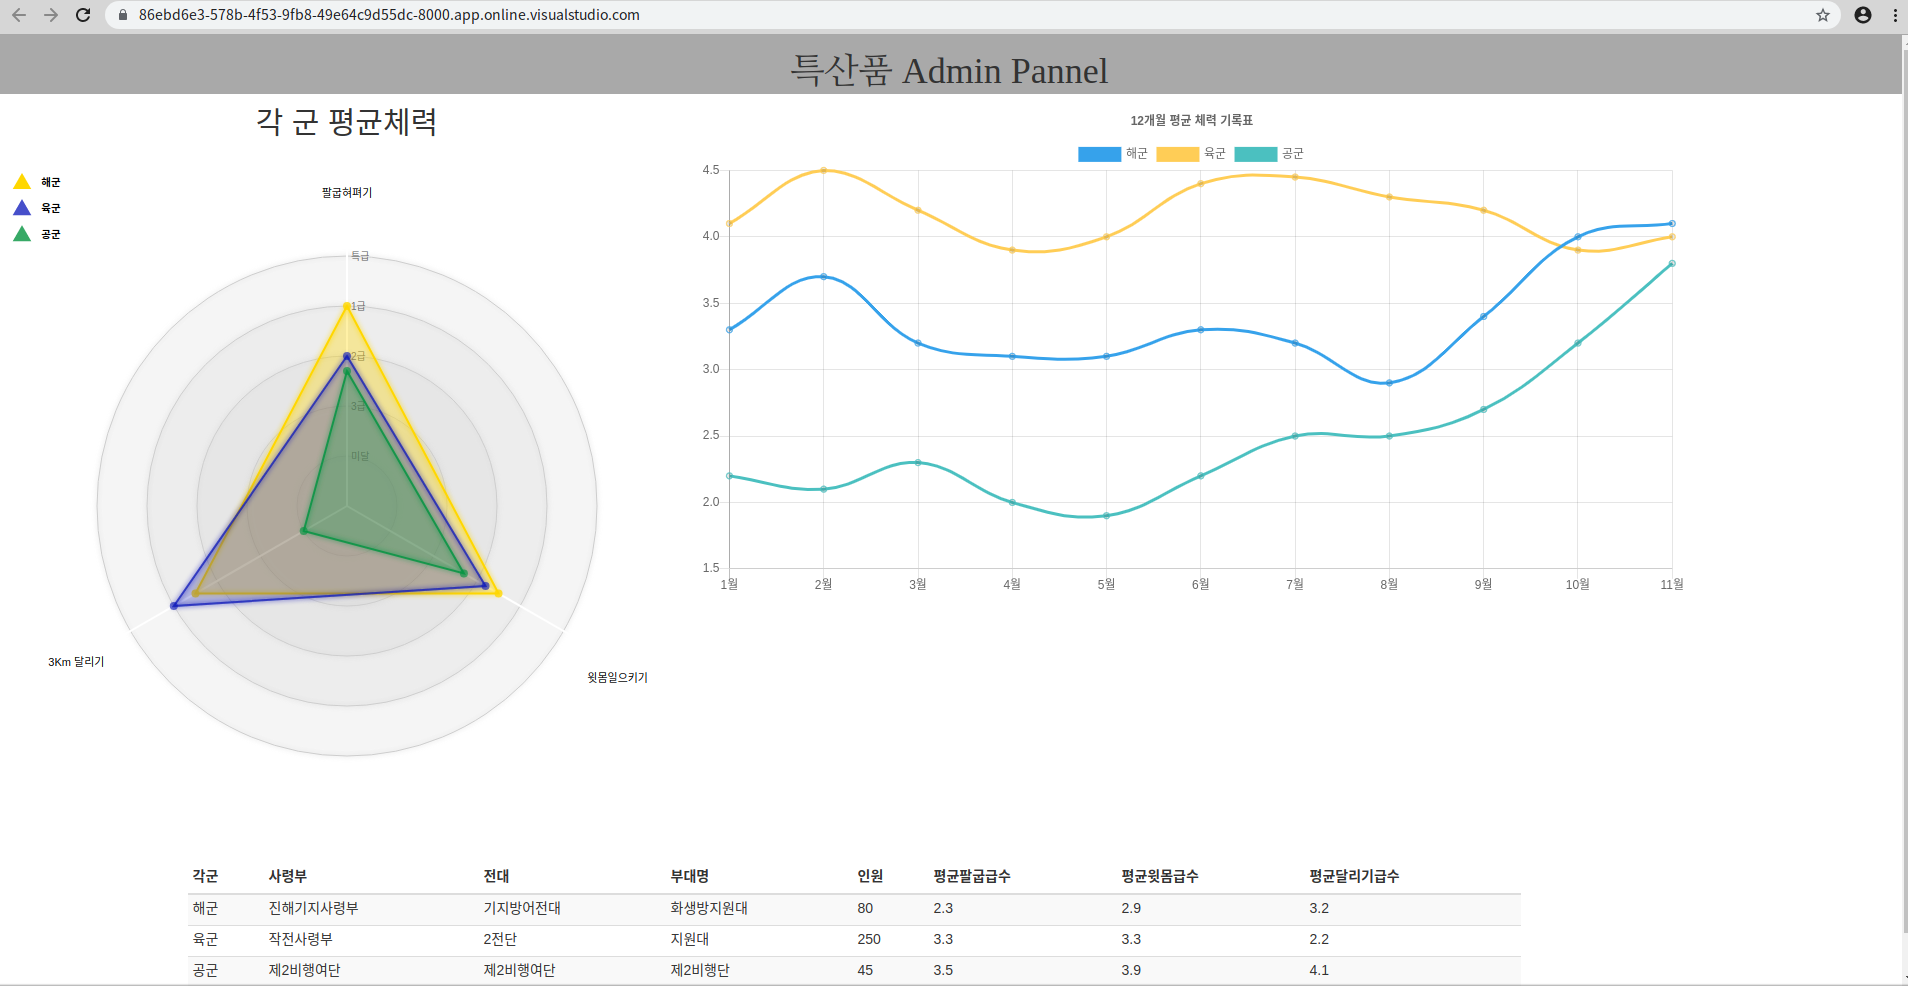 86ebd6e3-578b-4f53-9fb8-49e64c9d55dc-8000.app.online.visualstudio.com
특산품 Admin Pannel
각 군 평균체력
해군
육군
공군
팔굽혀펴기
특급
1급
2급
3급
미달
3Km 달리기
윗몸일으키기
12개월 평균 체력 기록표
해군 육군 공군
4.5
4.0
3.5
3.0
2.5
2.0
1.5
1월 2월 3월 4월 5월 6월 7월 8월 9월 10월 11월
각군 사령부 전대 부대명 인원 평균팔굽급수 평균윗몸급수 평균달리기급수
해군 진해기지사령부 기지방어전대 화생방지원대 80 2.3 2.9 3.2
육군 작전사령부 2전단 지원대 250 3.3 3.3 2.2
공군 제2비행여단 제2비행여단 제2비행단 45 3.5 3.9 4.1